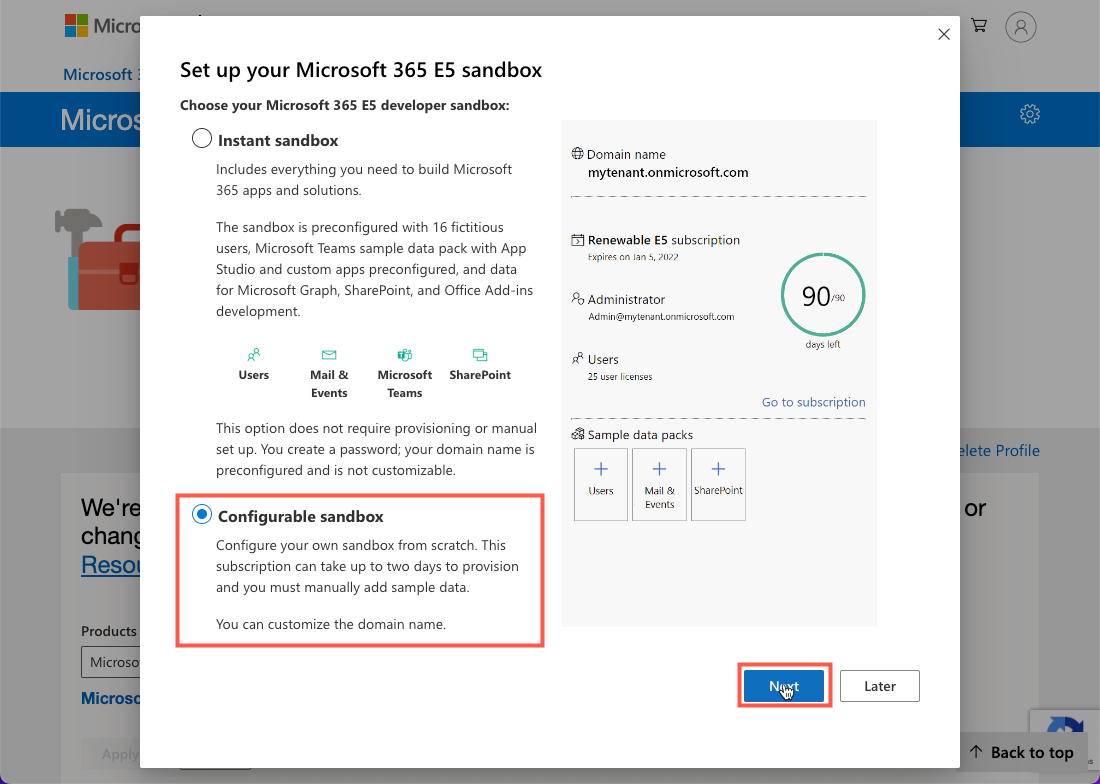 Micro
Microsoft 3
Micros
Set up your Microsoft 365 E5 sandbox
Choose your Microsoft 365 E5 developer sandbox:
Instant sandbox
Includes everything you need to build Microsoft
365 apps and solutions.
The sandbox is preconfigured with 16 fictitious
users, Microsoft Teams sample data pack with App
Studio and custom apps preconfigured, and data
for Microsoft Graph, SharePoint, and Office Add-ins
development.
Users
Mail &
Events
Microsoft
Teams
SharePoint
This option does not require provisioning or manual
set up. You create a password; your domain name is
preconfigured and is not customizable.
Configurable sandbox
Configure your own sandbox from scratch. This
subscription can take up to two days to provision
and you must manually add sample data.
You can customize the domain name.
Domain name
mytenant.onmicrosoft.com
Renewable E5 subscription
Expires on Jan 5, 2022
Administrator
Admin@mytenant.onmicrosoft.com
Users
25 user licenses
90/90
days left
Go to subscription
Sample data packs
Users
Mail &
Events
SharePoint
Next
Later
elete Profile
We're
chang
Resou
or
Products
Microso
Microso
Apply
Back to top